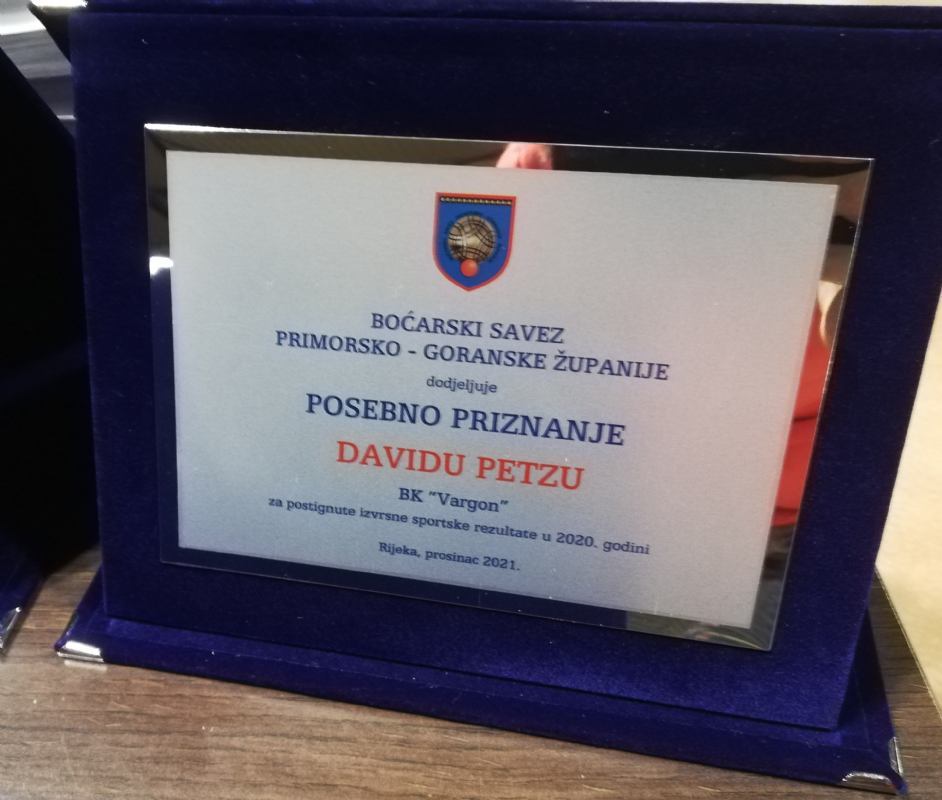 BOĆARSKI SAVEZ
PRIMORSKO - GORANSKE ŽUPANIJE
dodjeljuje
POSEBNO PRIZNANJE
DAVIDU PETZU
BK "Vargon"
za postignute izvrsne sportske rezultate u 2020. godini
Rijeka, prosinac 2021.